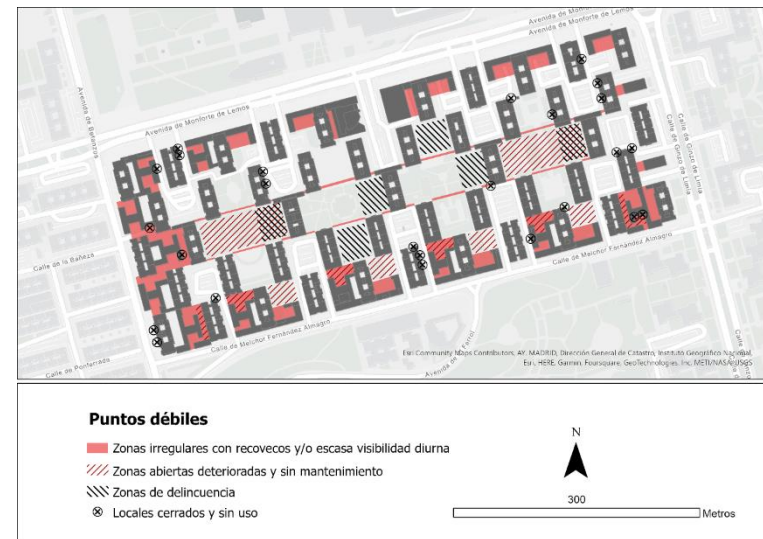 Avenida de Monforte de Lemos
Avenida de Betanzos
Avenida de Monforte de Lemos
Calle de Ginzo de Limia
Calle de Ginzo de Limia
Calle de la Bañeza
Calle de Melchor Fernández Almagro
Calle de Melchor Fernández Almagro
Calle de Ponferrada
Esri Community Maps Contributors, AY. MADRID, Dirección General de Catastro, Instituto Geográfico Nacional,
Esri, HERE, Garmin, Foursquare, GeoTechnologies, Inc, METI/NASA, USGS
Puntos débiles
Zonas irregulares con recovecos y/o escasa visibilidad diurna
Zonas abiertas deterioradas y sin mantenimiento
Zonas de delincuencia
Locales cerrados y sin uso
N
300
Metros